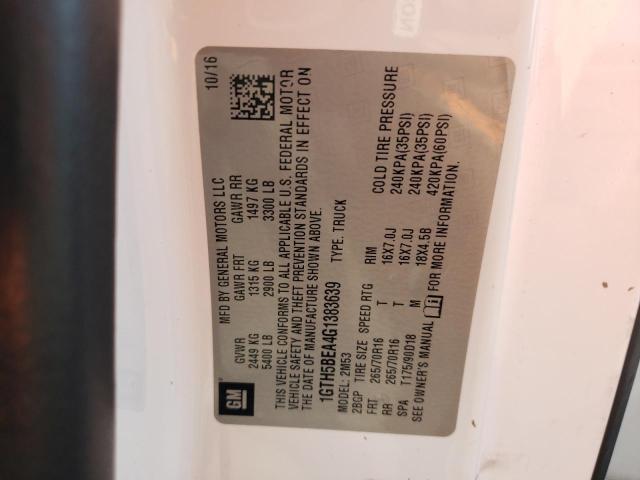 10/16
MFD BY GENERAL MOTORS LLC
GVWR GAWR FRT GAWR RR
2449 KG 1315 KG 1497 KG
5400 LB 2900 LB 3300 LB
GM
THIS VEHICLE CONFORMS TO ALL APPLICABLE U.S. FEDERAL MOTOR
VEHICLE SAFETY AND THEFT PREVENTION STANDARDS IN EFFECT ON
THE DATE OF MANUFACTURE SHOWN ABOVE.
1GTH5BEA4G1383639 TYPE: TRUCK
MODEL: 2M53
2BGP TIRE SIZE SPEED RTG RIM COLD TIRE PRESSURE
FRT 265/70R16 T 16X7.0J 240KPA(35PSI)
RR 265/70R16 T 16X7.0J 240KPA(35PSI)
SPA T175/90D18 M 18X4.5B 420KPA(60PSI)
SEE OWNER'S MANUAL FOR MORE INFORMATION.